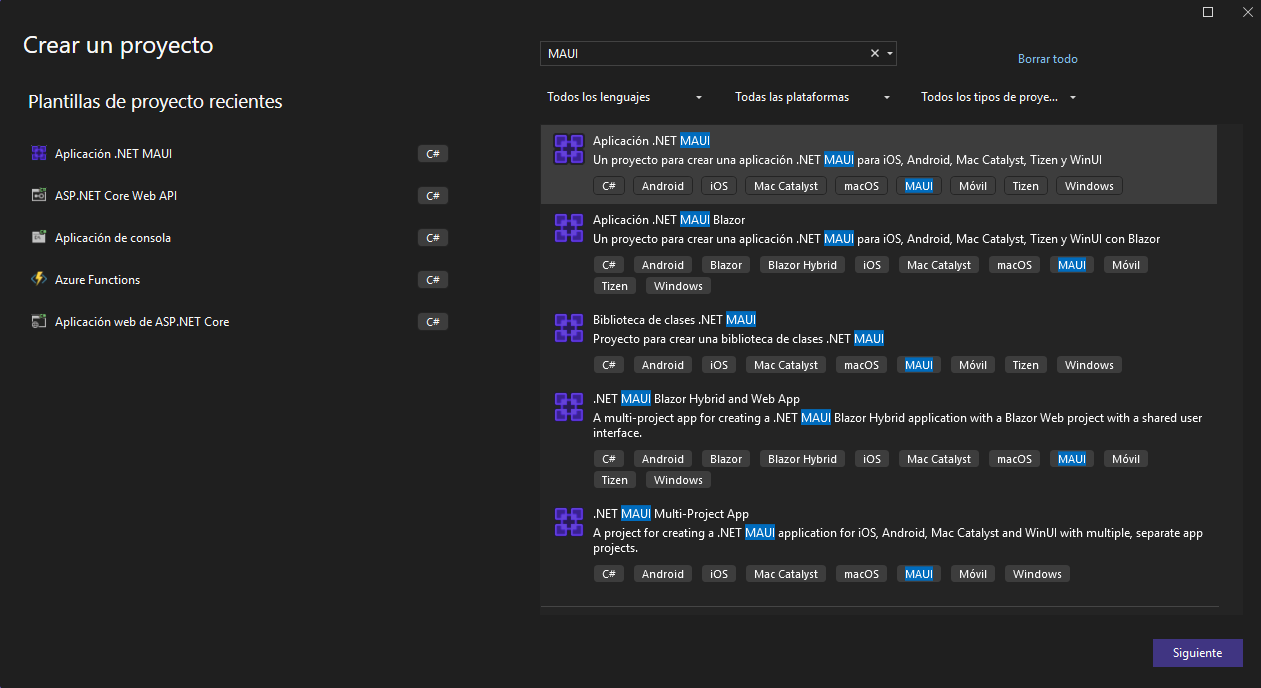 Crear un proyecto
Plantillas de proyecto recientes
Aplicación .NET MAUI C#
ASP.NET Core Web API C#
Aplicación de consola C#
Azure Functions C#
Aplicación web de ASP.NET Core C#
MAUI
Borrar todo
Todos los lenguajes Todas las plataformas Todos los tipos de proye...
Aplicación .NET MAUI
Un proyecto para crear una aplicación .NET MAUI para iOS, Android, Mac Catalyst, Tizen y WinUI
C# Android iOS Mac Catalyst macOS MAUI Móvil Tizen Windows
Aplicación .NET MAUI Blazor
Un proyecto para crear una aplicación .NET MAUI para iOS, Android, Mac Catalyst, Tizen y WinUI con Blazor
C# Android Blazor Blazor Hybrid iOS Mac Catalyst macOS MAUI Móvil
Tizen Windows
Biblioteca de clases .NET MAUI
Proyecto para crear una biblioteca de clases .NET MAUI
C# Android iOS Mac Catalyst macOS MAUI Móvil Tizen Windows
.NET MAUI Blazor Hybrid and Web App
A multi-project app for creating a .NET MAUI Blazor Hybrid application with a Blazor Web project with a shared user
interface.
C# Android Blazor Blazor Hybrid iOS Mac Catalyst macOS MAUI Móvil
Tizen Windows
.NET MAUI Multi-Project App
A project for creating a .NET MAUI application for iOS, Android, Mac Catalyst and WinUI with multiple, separate app
projects.
C# Android iOS Mac Catalyst macOS MAUI Móvil Windows
Siguiente